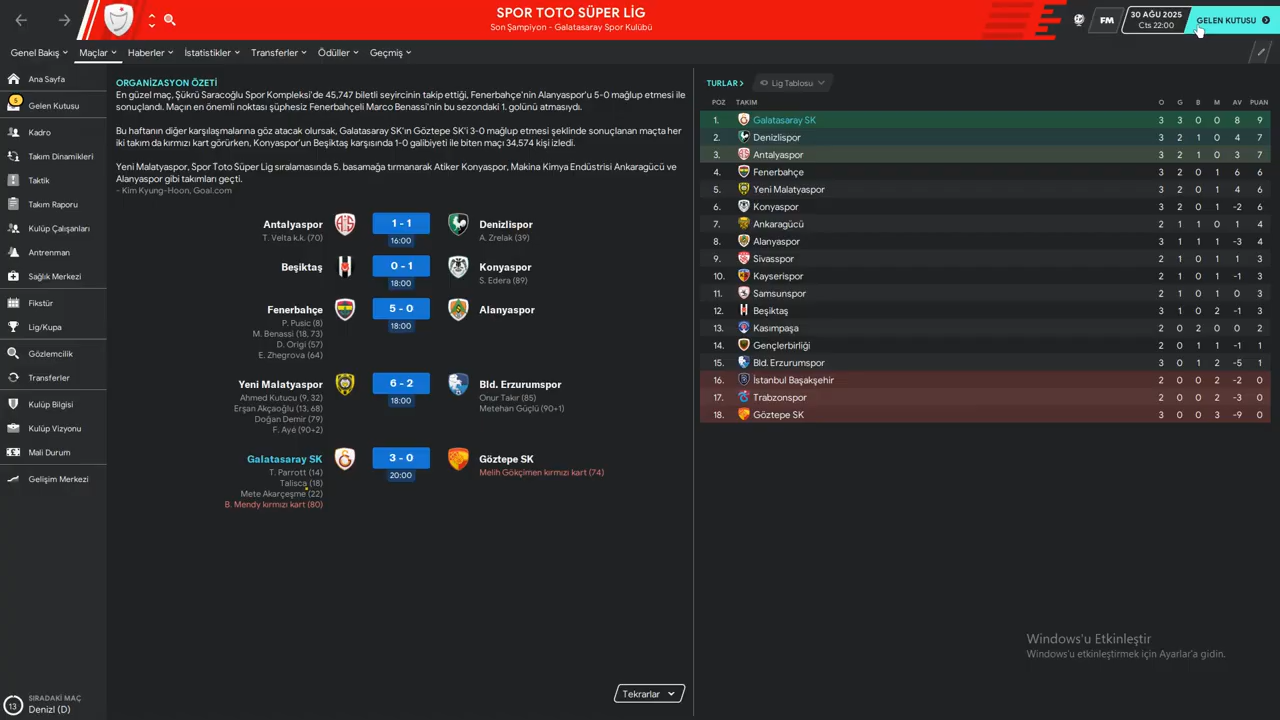 SPOR TOTO SÜPER LİG
Son Şampiyon - Galatasaray Spor Kulübü
FM
30 AĞU 2025
Cts 22:00
GELEN KUTUSU
Genel Bakış
Maçlar
Haberler
İstatistikler
Transferler
Ödüller
Geçmiş
Ana Sayfa
5
Gelen Kutusu
Kadro
Takım Dinamikleri
Taktik
Takım Raporu
Kulüp Çalışanları
Antrenman
Sağlık Merkezi
Fikstür
Lig/Kupa
Gözlemcilik
Transferler
Kulüp Bilgisi
Kulüp Vizyonu
Mali Durum
Gelişim Merkezi
13
SIRADAKİ MAÇ
Denizl (D)
ORGANİZASYON ÖZETİ
En güzel maç, Şükrü Saracoğlu Spor Kompleksi'de 45,747 biletli seyircinin takip ettiği, Fenerbahçe'nin Alanyaspor'u 5-0 mağlup etmesi ile
sonuçlandı. Maçın en önemli noktası şüphesiz Fenerbahçeli Marco Benassi'nin bu sezondaki 1. golünü atmasıydı.
Bu haftanın diğer karşılaşmalarına göz atacak olursak, Galatasaray SK'ın Göztepe SK'i 3-0 mağlup etmesi şeklinde sonuçlanan maçta her
iki takım da kırmızı kart görürken, Konyaspor'un Beşiktaş karşısında 1-0 galibiyeti ile biten maçı 34,574 kişi izledi.
Yeni Malatyaspor, Spor Toto Süper Lig sıralamasında 5. basamağa tırmanarak Atiker Konyaspor, Makina Kimya Endüstrisi Ankaragücü ve
Alanyaspor gibi takımları geçti.
- Kim Kyung-Hoon, Goal.com
Antalyaspor 1 - 1 Denizlispor
T. Velta k.k. (70) 16:00 A. Zrelak (39)
Beşiktaş 0 - 1 Konyaspor
18:00 S. Edera (89)
Fenerbahçe 5 - 0 Alanyaspor
P. Pusic (8) 18:00
M. Benassi (18, 73)
D. Origi (57)
E. Zhegrova (64)
Yeni Malatyaspor 6 - 2 Bld. Erzurumspor
Ahmed Kutucu (9, 32) 18:00 Onur Takır (85)
Erşan Akçaoğlu (13, 68) Metehan Güçlü (90+1)
Doğan Demir (79)
F. Ayé (90+2)
Galatasaray SK 3 - 0 Göztepe SK
T. Parrott (14) 20:00 Melih Gökçimen kırmızı kart (74)
Talisca (18)
Mete Akarçeşme (22)
B. Mendy kırmızı kart (80)
Tekrarlar
TURLAR > Lig Tablosu
POZ TAKIM O G B M AV PUAN
1. Galatasaray SK 3 3 0 0 8 9
2. Denizlispor 3 2 1 0 4 7
3. Antalyaspor 3 2 1 0 3 7
4. Fenerbahçe 3 2 0 1 6 6
5. Yeni Malatyaspor 3 2 0 1 4 6
6. Konyaspor 3 2 0 1 -2 6
7. Ankaragücü 2 1 1 0 1 4
8. Alanyaspor 3 1 1 1 -3 4
9. Sivasspor 2 1 0 1 1 3
10. Kayserispor 2 1 0 1 -1 3
11. Samsunspor 2 1 0 1 0 3
12. Beşiktaş 3 1 0 2 -1 3
13. Kasımpaşa 2 0 2 0 0 2
14. Gençlerbirliği 2 0 1 1 -1 1
15. Bld. Erzurumspor 3 0 1 2 -5 1
16. İstanbul Başakşehir 2 0 0 2 -2 0
17. Trabzonspor 2 0 0 2 -3 0
18. Göztepe SK 3 0 0 3 -9 0
Windows'u Etkinleştir
Windows'u etkinleştirmek için Ayarlar'a gidin.